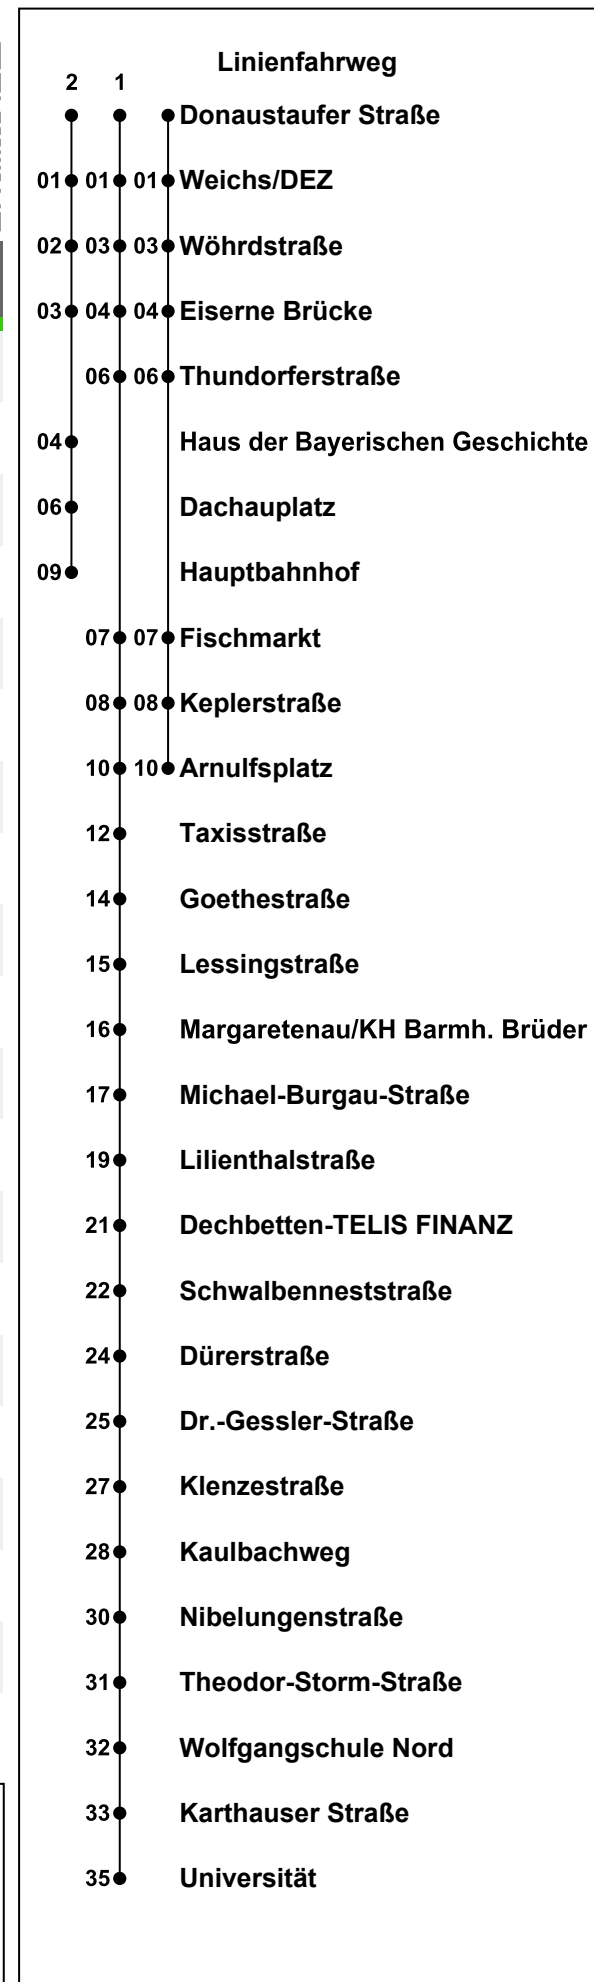 Linienfahrweg
2 1
Donaustaufer Straße
01 01 01 Weichs/DEZ
02 03 03 Wöhrdstraße
03 04 04 Eiserne Brücke
06 06 Thundorferstraße
04 Haus der Bayerischen Geschichte
06 Dachauplatz
09 Hauptbahnhof
07 07 Fischmarkt
08 08 Keplerstraße
10 10 Arnulfsplatz
12 Taxisstraße
14 Goethestraße
15 Lessingstraße
16 Margaretenau/KH Barmh. Brüder
17 Michael-Burgau-Straße
19 Lilienthalstraße
21 Dechbetten-TELIS FINANZ
22 Schwalbenneststraße
24 Dürerstraße
25 Dr.-Gessler-Straße
27 Klenzestraße
28 Kaulbachweg
30 Nibelungenstraße
31 Theodor-Storm-Straße
32 Wolfgangschule Nord
33 Karthauser Straße
35 Universität